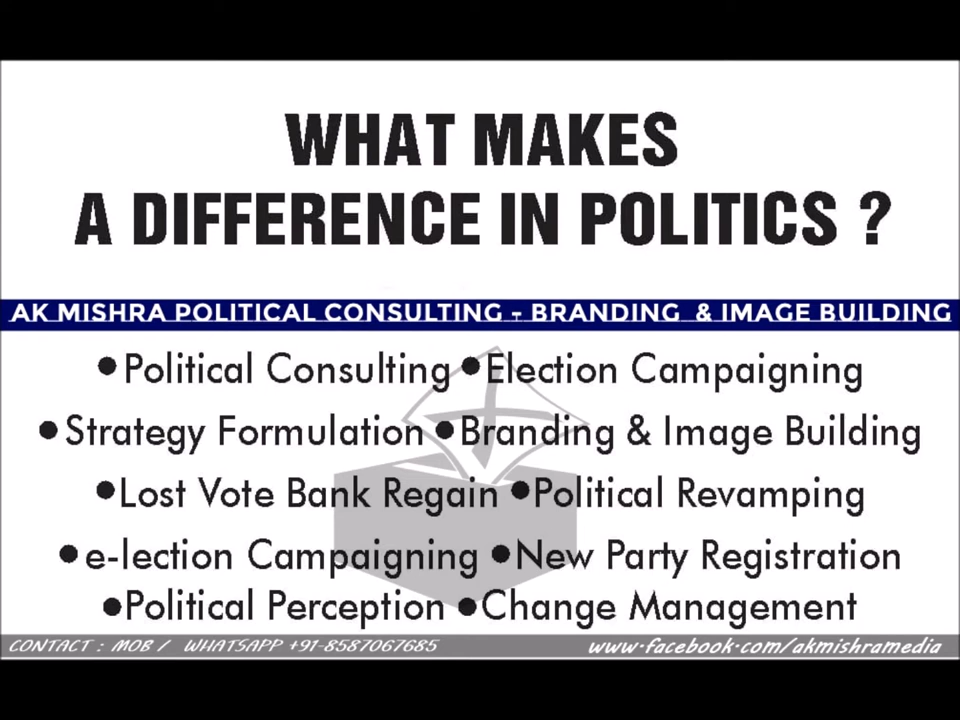 WHAT MAKES
A DIFFERENCE IN POLITICS ?
AK MISHRA POLITICAL CONSULTING - BRANDING & IMAGE BUILDING
•Political Consulting •Election Campaigning
•Strategy Formulation •Branding & Image Building
•Lost Vote Bank Regain •Political Revamping
•e-lection Campaigning •New Party Registration
•Political Perception •Change Management
CONTACT : MOB / WHATSAPP +91-8587067685 www.facebook.com/akmishramedia